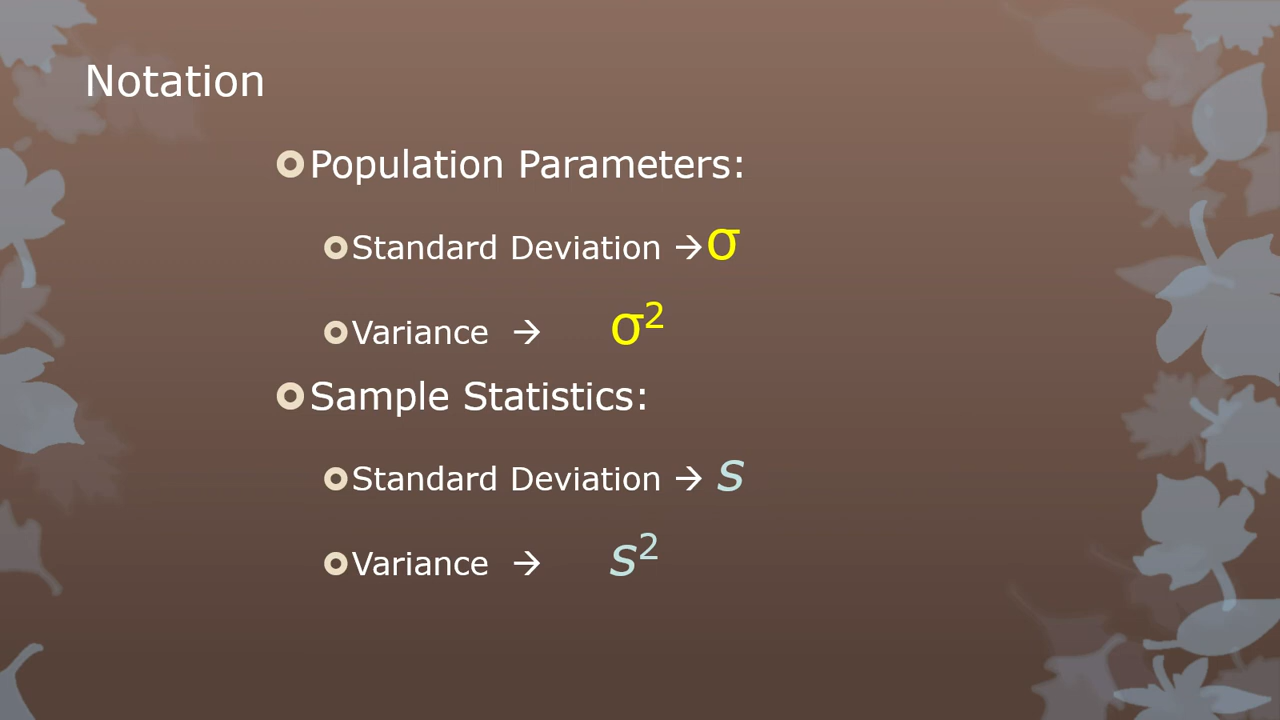 Notation
Population Parameters:
Standard Deviation →σ
Variance → σ²
Sample Statistics:
Standard Deviation → s
Variance → s²